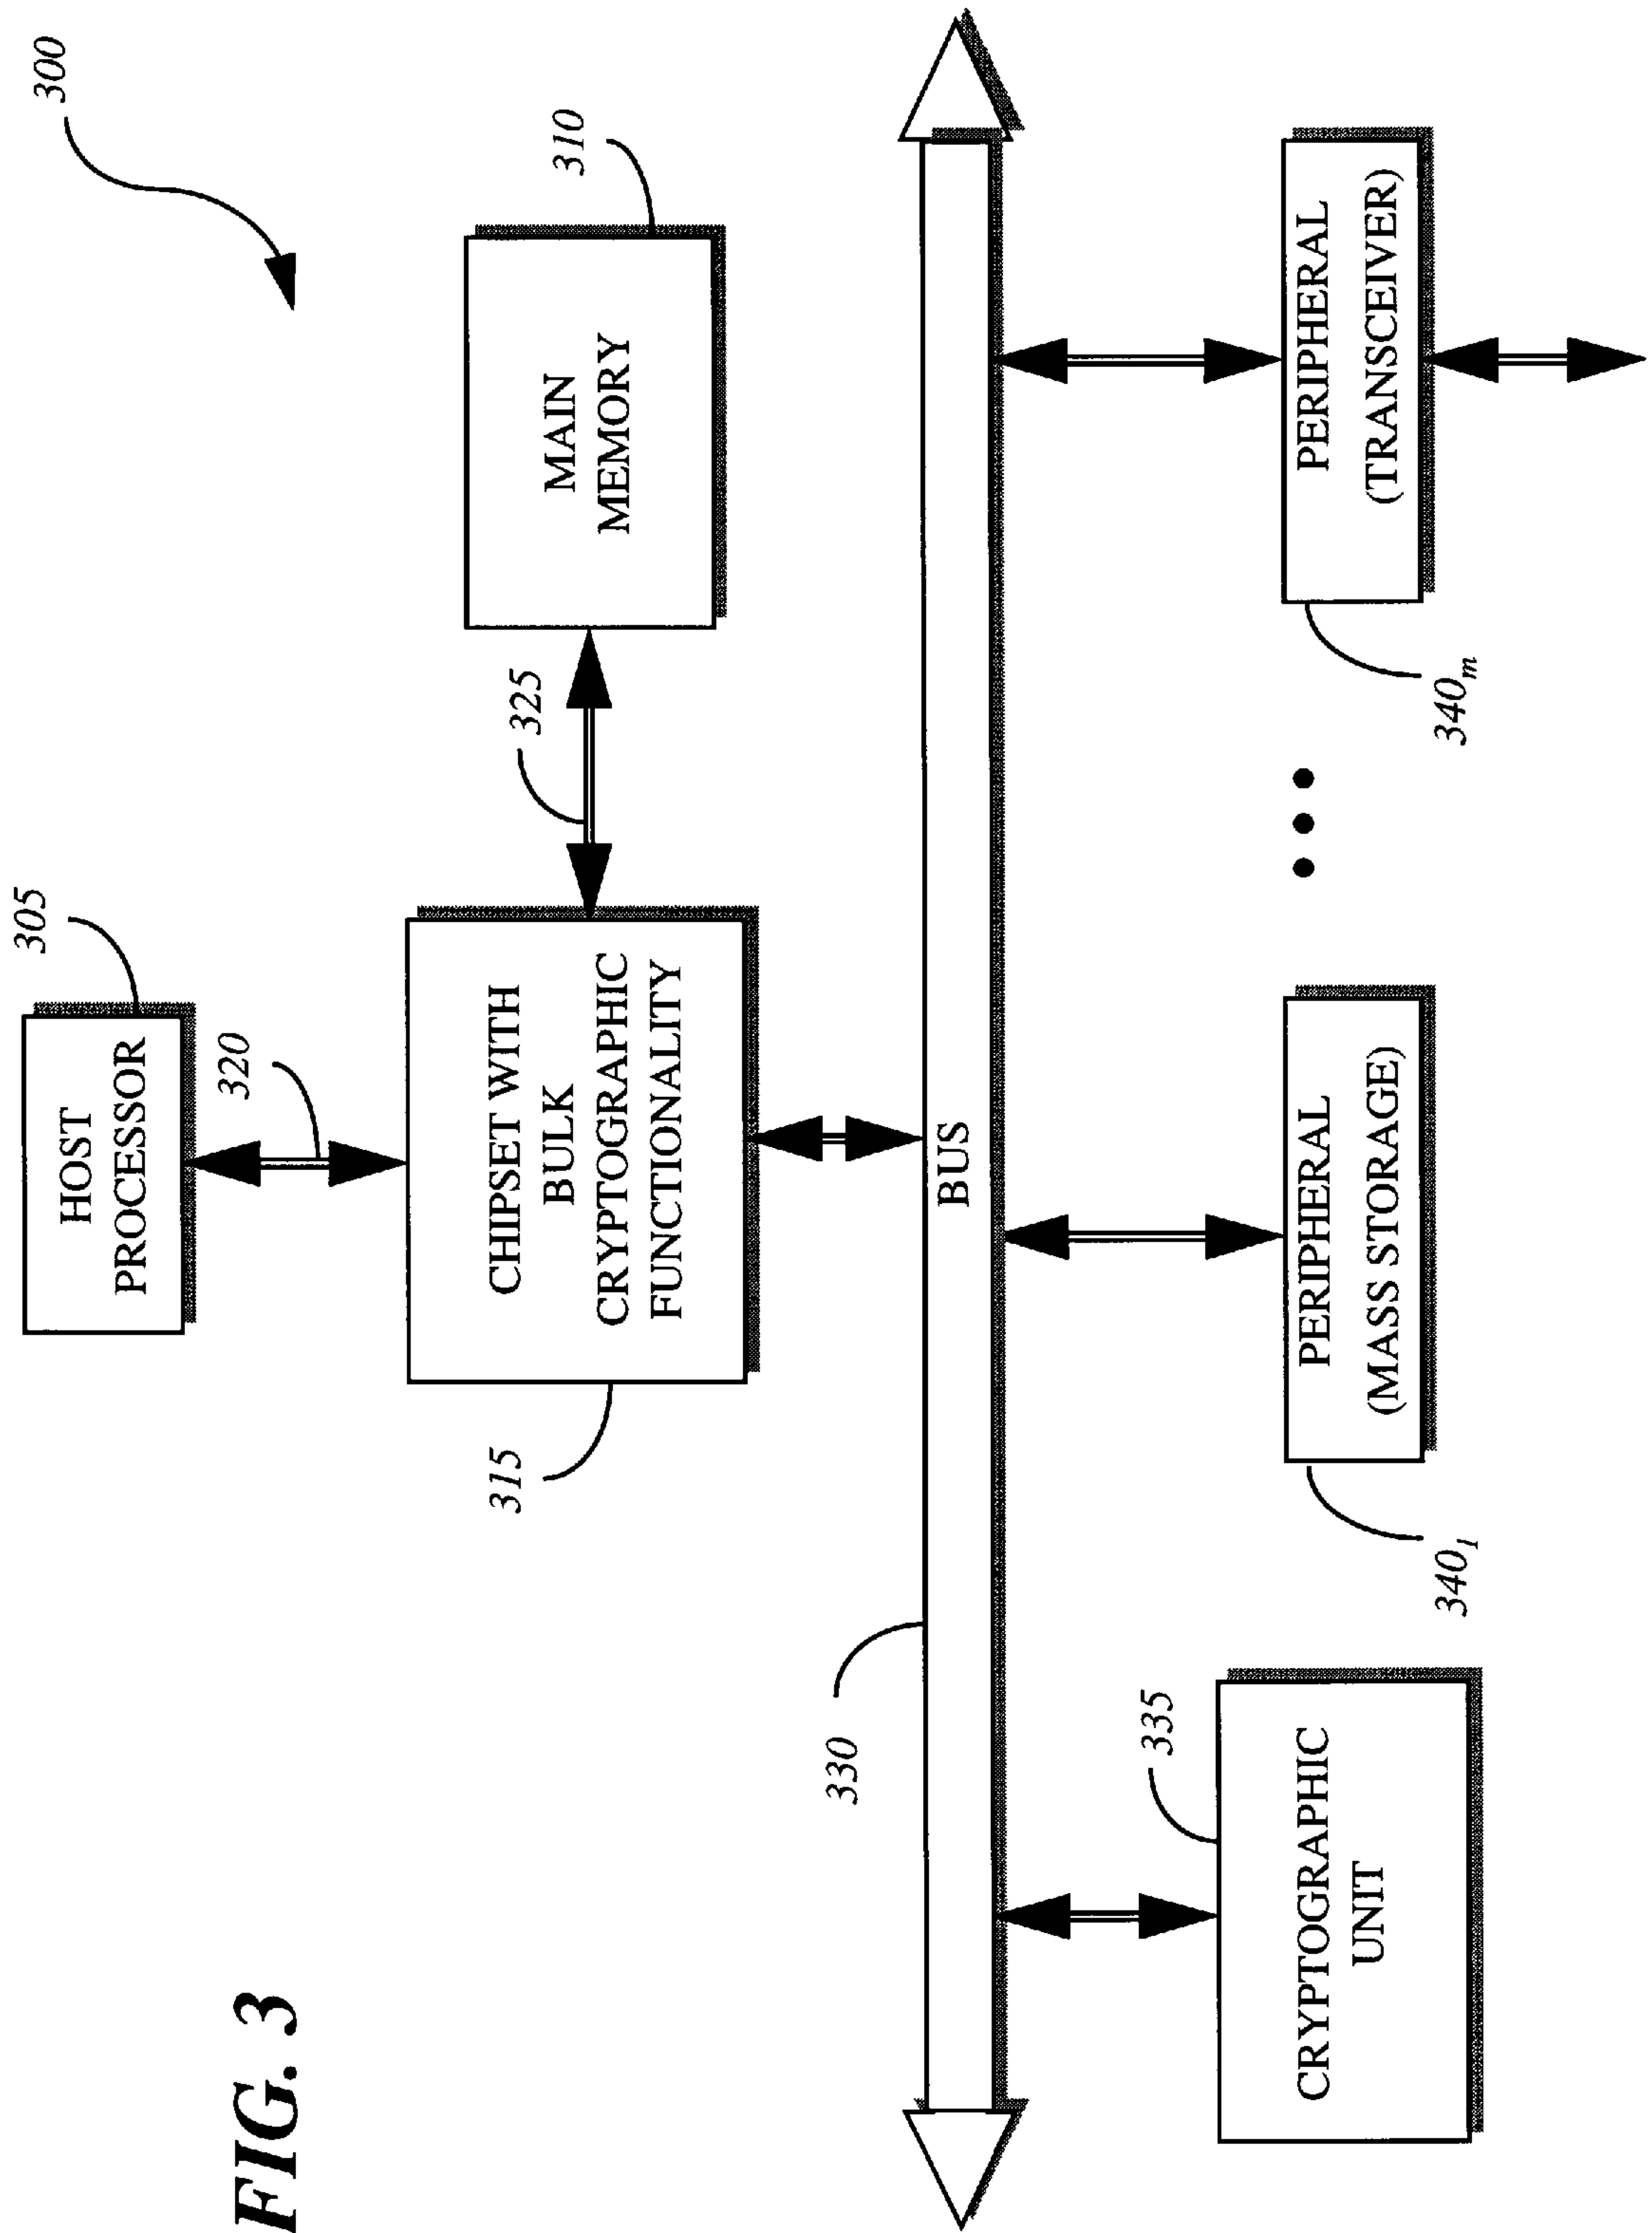 FIG. 3
300
HOST
PROCESSOR
305
320
CHIPSET WITH
BULK
CRYPTOGRAPHIC
FUNCTIONALITY
315
325
MAIN
MEMORY
310
330
BUS
CRYPTOGRAPHIC
UNIT
335
PERIPHERAL
(MASS STORAGE)
340₁
• • •
PERIPHERAL
(TRANSCEIVER)
340ₘ